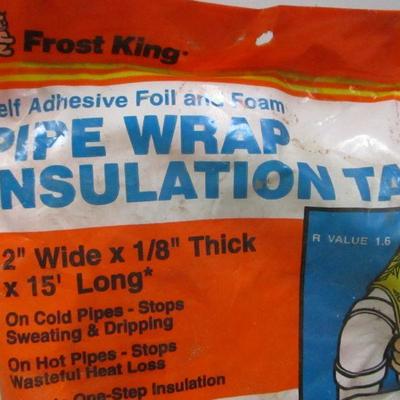 Frost King®
elf Adhesive Foil and Foam
PIPE WRAP
NSULATION TA
2" Wide x 1/8" Thick
x 15' Long*
R VALUE 1.6
On Cold Pipes - Stops
Sweating & Dripping
On Hot Pipes - Stops
Wasteful Heat Loss
One-Step Insulation